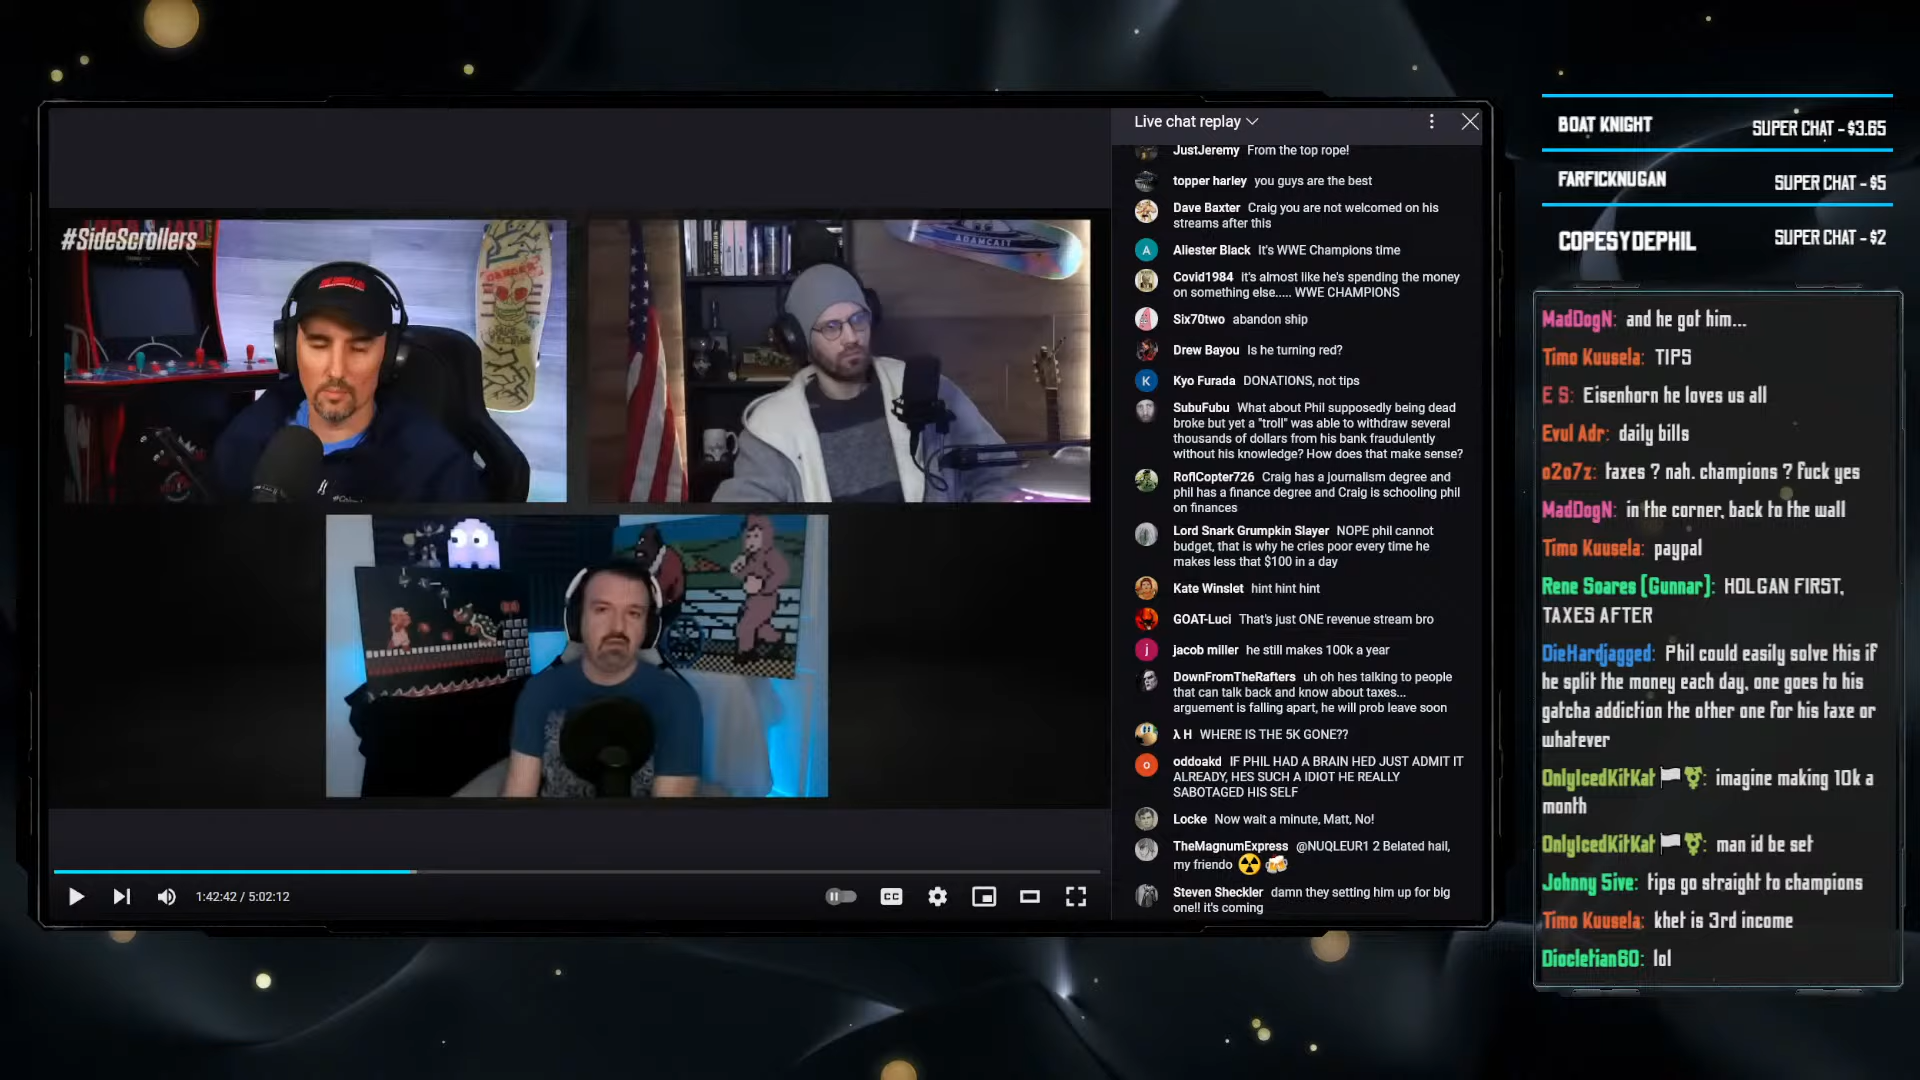 #SideScrollers
ADAMCAIT
1:42:42 / 5:02:12
CC
Live chat replay
JustJeremy From the top rope!
topper harley you guys are the best
Dave Baxter Craig you are not welcomed on his
streams after this
A
Aliester Black It's WWE Champions time
Covid1984 it's almost like he's spending the money
on something else..... WWE CHAMPIONS
Six70two abandon ship
Drew Bayou Is he turning red?
K
Kyo Furada DONATIONS, not tips
SubuFubu What about Phil supposedly being dead
broke but yet a "troll" was able to withdraw several
thousands of dollars from his bank fraudulently
without his knowledge? How does that make sense?
RoflCopter726 Craig has a journalism degree and
phil has a finance degree and Craig is schooling phil
on finances
Lord Snark Grumpkin Slayer NOPE phil cannot
budget, that is why he cries poor every time he
makes less that $100 in a day
Kate Winslet hint hint hint
GOAT-Luci That's just ONE revenue stream bro
j
jacob miller he still makes 100k a year
DownFromTheRafters uh oh hes talking to people
that can talk back and know about taxes...
arguement is falling apart, he will prob leave soon
λ H WHERE IS THE 5K GONE??
o
oddoakd IF PHIL HAD A BRAIN HED JUST ADMIT IT
ALREADY, HES SUCH A IDIOT HE REALLY
SABOTAGED HIS SELF
Locke Now wait a minute, Matt, No!
TheMagnumExpress @NUQLEUR1 2 Belated hail,
my friendo ☢️🍻
Steven Sheckler damn they setting him up for big
one!! it's coming
BOAT KNIGHT SUPER CHAT - $3.65
FARFICKNUGAN SUPER CHAT - $5
COPESYDEPHIL SUPER CHAT - $2
MadDogN: and he got him...
Timo Kuusela: TIPS
E S: Eisenhorn he loves us all
Evul Adr: daily bills
o2o7z: taxes ? nah. champions ? fuck yes
MadDogN: in the corner, back to the wall
Timo Kuusela: paypal
Rene Soares (Gunnar): HOLGAN FIRST,
TAXES AFTER
DieHardjagged: Phil could easily solve this if
he split the money each day, one goes to his
gatcha addiction the other one for his taxe or
whatever
OnlyIcedKitKat 🏳️⚧: imagine making 10k a
month
OnlyIcedKitKat 🏳️⚧: man id be set
Johnny 5ive: tips go straight to champions
Timo Kuusela: khet is 3rd income
Diocletian60: lol